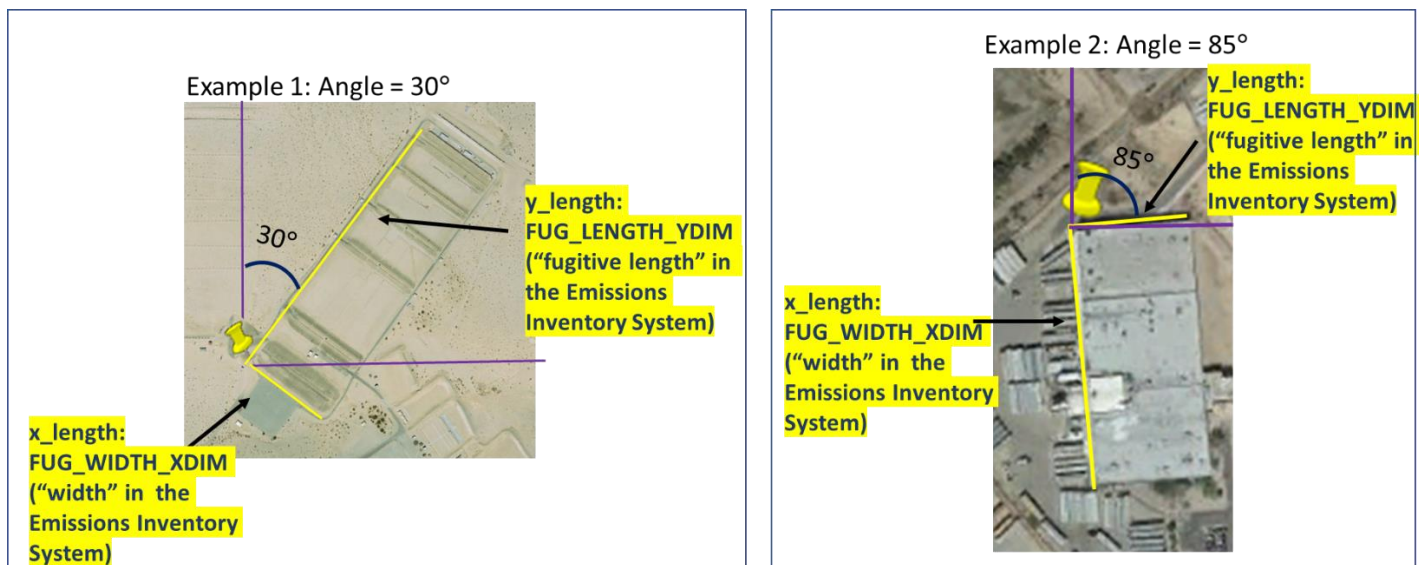 Example 1: Angle = 30°
30°
y_length:
FUG_LENGTH_YDIM
(“fugitive length” in
the Emissions
Inventory System)
x_length:
FUG_WIDTH_XDIM
(“width” in the
Emissions Inventory
System)
Example 2: Angle = 85°
y_length:
FUG_LENGTH_YDIM
(“fugitive length” in
the Emissions
Inventory System)
85°
x_length:
FUG_WIDTH_XDIM
(“width” in the
Emissions Inventory
System)